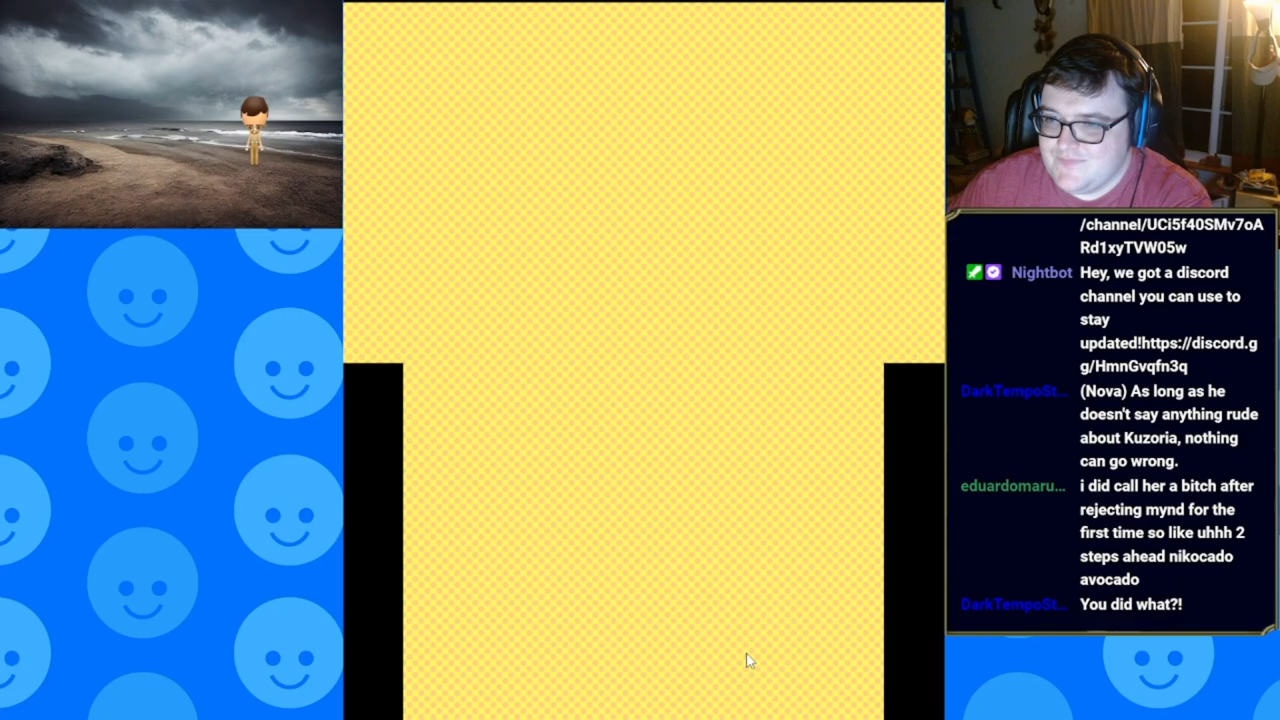 /channel/UCi5f40SMv7oA
Rd1xyTVW05w
Nightbot Hey, we got a discord
channel you can use to
stay
updated!https://discord.g
g/HmnGvqfn3q
DarkTempoSt... (Nova) As long as he
doesn't say anything rude
about Kuzoria, nothing
can go wrong.
eduardomaru... i did call her a bitch after
rejecting mynd for the
first time so like uhhh 2
steps ahead nikocado
avocado
DarkTempoSt... You did what?!